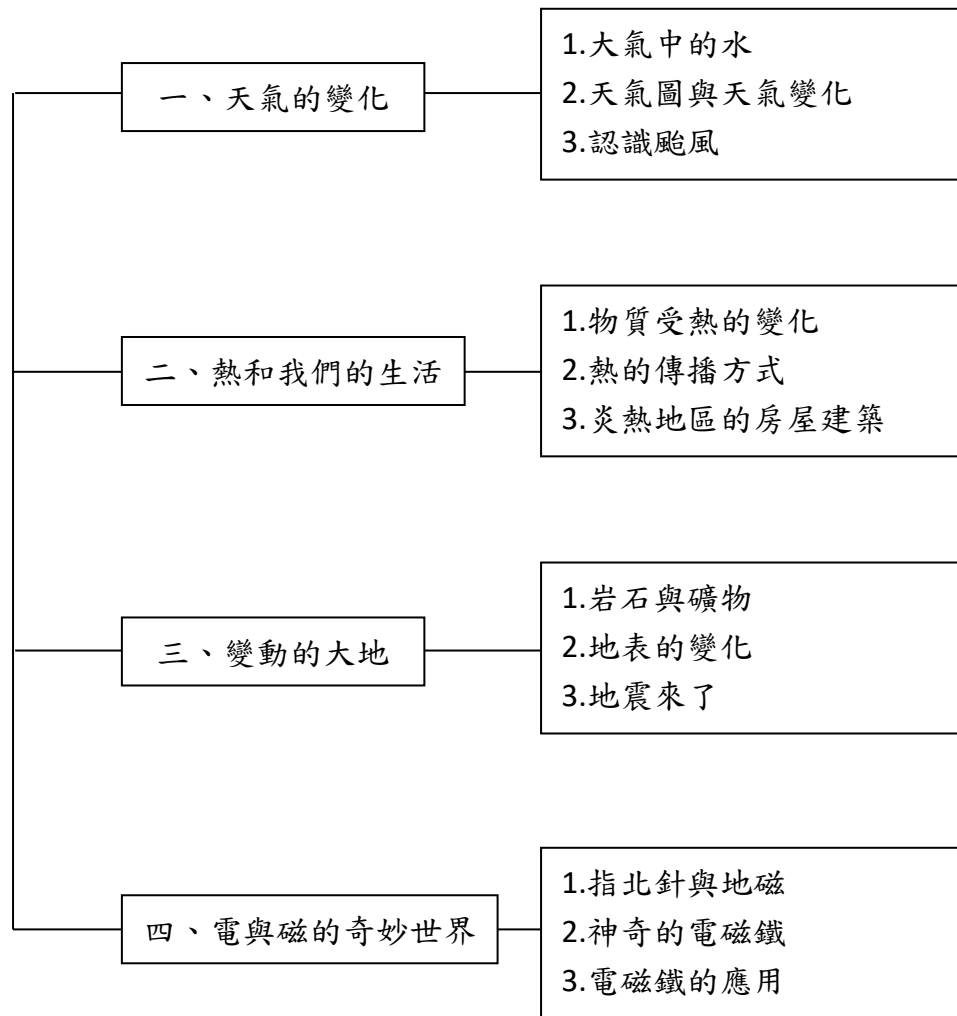 一、天氣的變化
1.大氣中的水
2.天氣圖與天氣變化
3.認識颱風
二、熱和我們的生活
1.物質受熱的變化
2.熱的傳播方式
3.炎熱地區的房屋建築
三、變動的大地
1.岩石與礦物
2.地表的變化
3.地震來了
四、電與磁的奇妙世界
1.指北針與地磁
2.神奇的電磁鐵
3.電磁鐵的應用